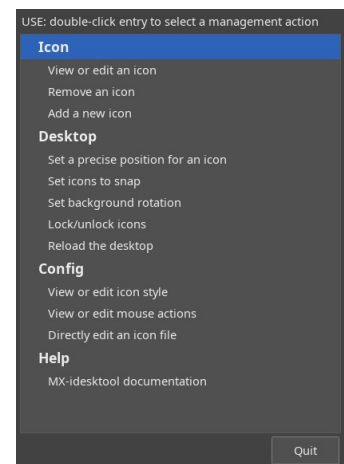 USE: double-click entry to select a management action
Icon
View or edit an icon
Remove an icon
Add a new icon
Desktop
Set a precise position for an icon
Set icons to snap
Set background rotation
Lock/unlock icons
Reload the desktop
Config
View or edit icon style
View or edit mouse actions
Directly edit an icon file
Help
MX-idesktool documentation
Quit